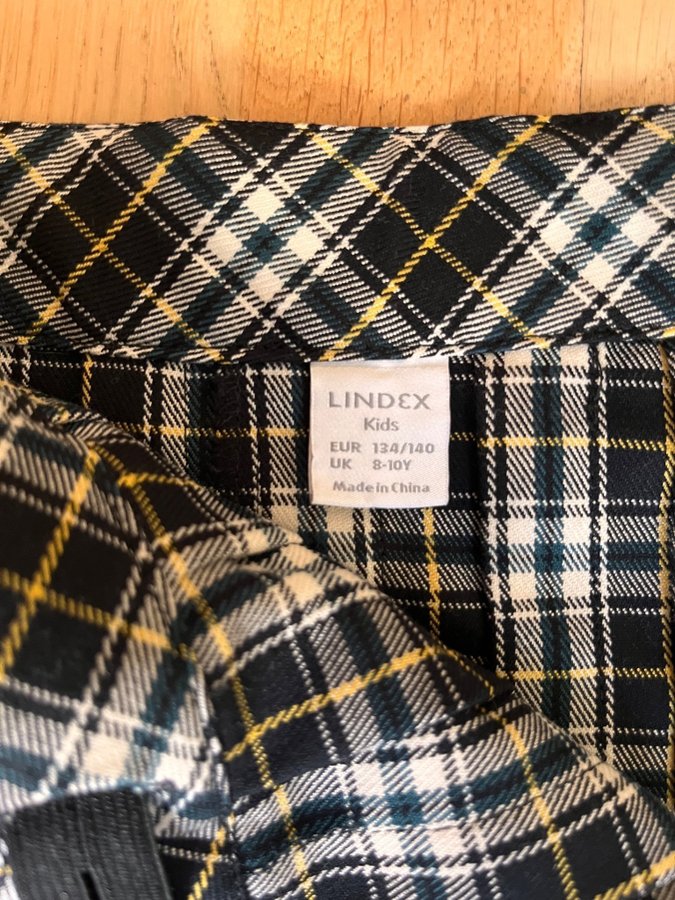 LINDEX
Kids
EUR 134/140
UK 8-10Y
Made in China